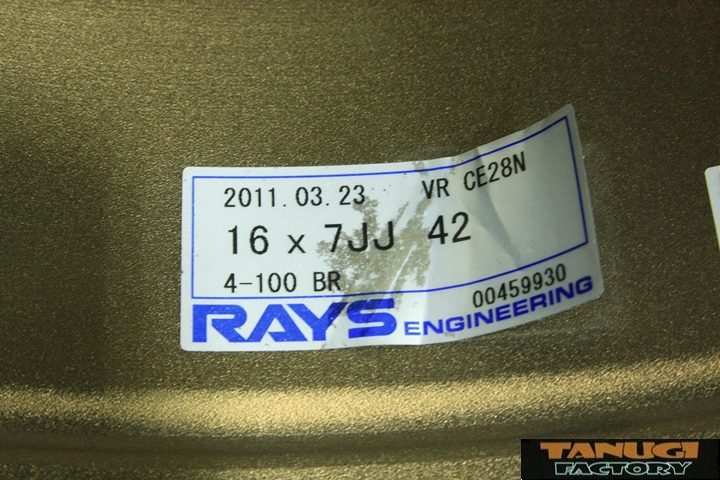 2011.03.23 VR CE28N
16 x 7JJ 42
4-100 BR 00459930
RAYS ENGINEERING
TANUGI
FACTORY